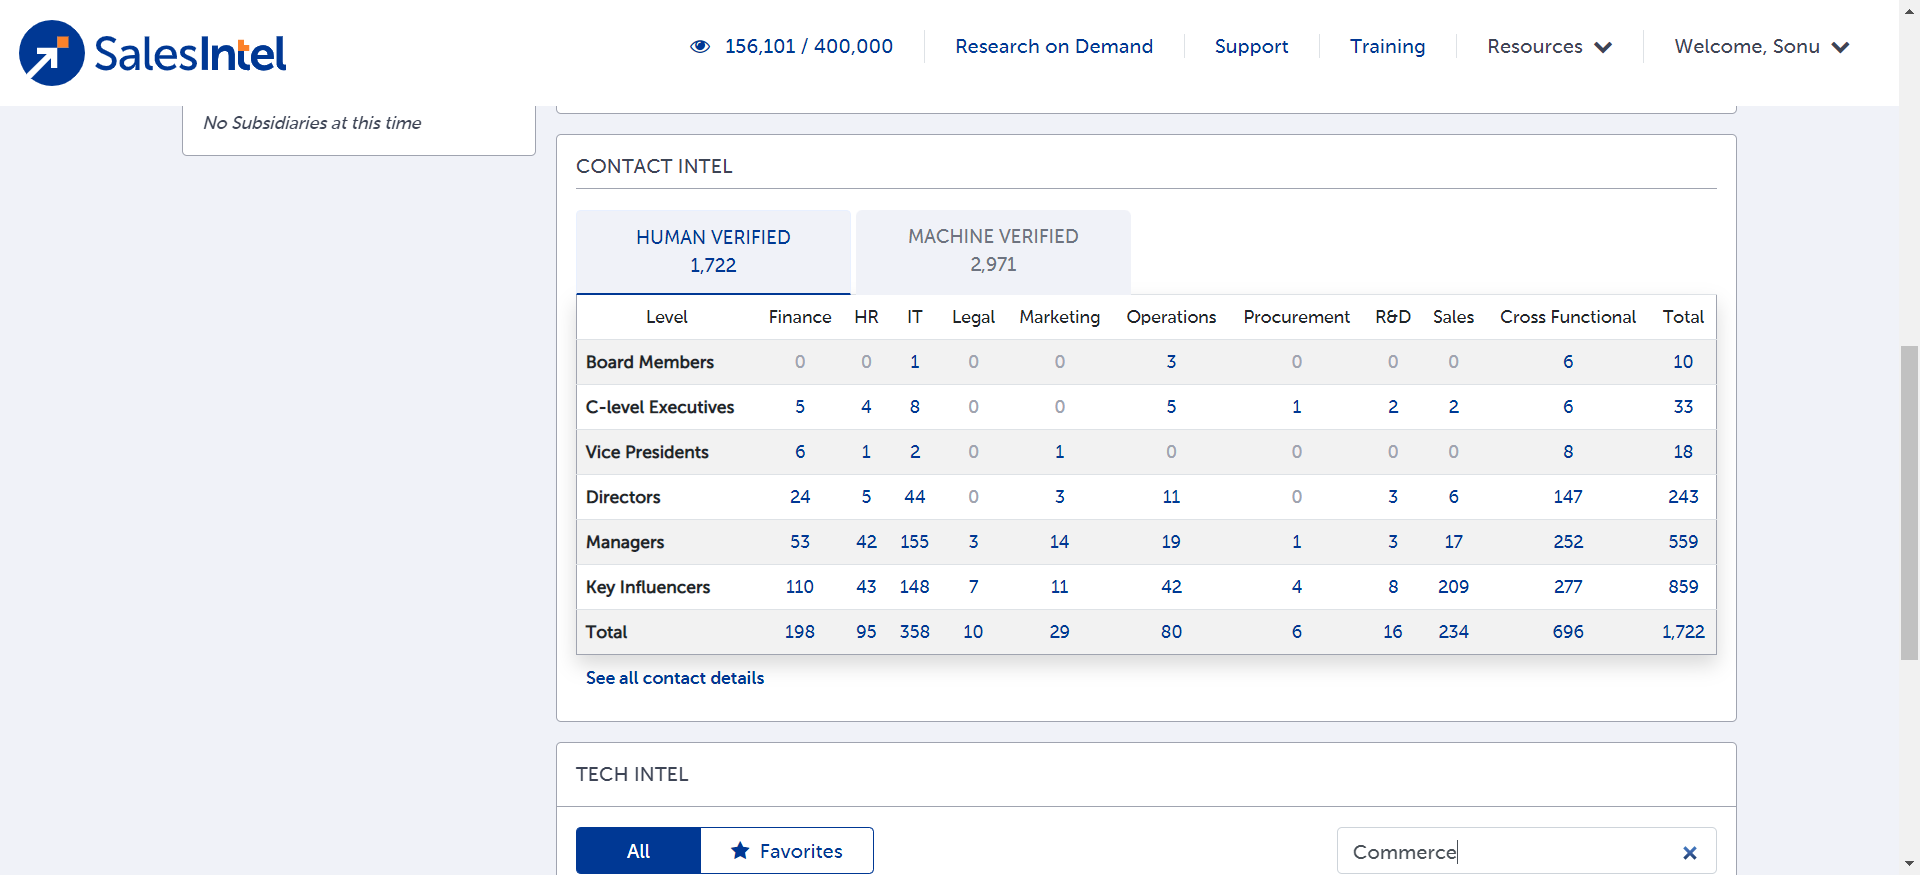 SalesIntel
156,101 / 400,000 Research on Demand Support Training Resources Welcome, Sonu
No Subsidiaries at this time
CONTACT INTEL
HUMAN VERIFIED MACHINE VERIFIED
1,722 2,971
Level Finance HR IT Legal Marketing Operations Procurement R&D Sales Cross Functional Total
Board Members 0 0 1 0 0 3 0 0 0 6 10
C-level Executives 5 4 8 0 0 5 1 2 2 6 33
Vice Presidents 6 1 2 0 1 0 0 0 0 8 18
Directors 24 5 44 0 3 11 0 3 6 147 243
Managers 53 42 155 3 14 19 1 3 17 252 559
Key Influencers 110 43 148 7 11 42 4 8 209 277 859
Total 198 95 358 10 29 80 6 16 234 696 1,722
See all contact details
TECH INTEL
All Favorites Commerce